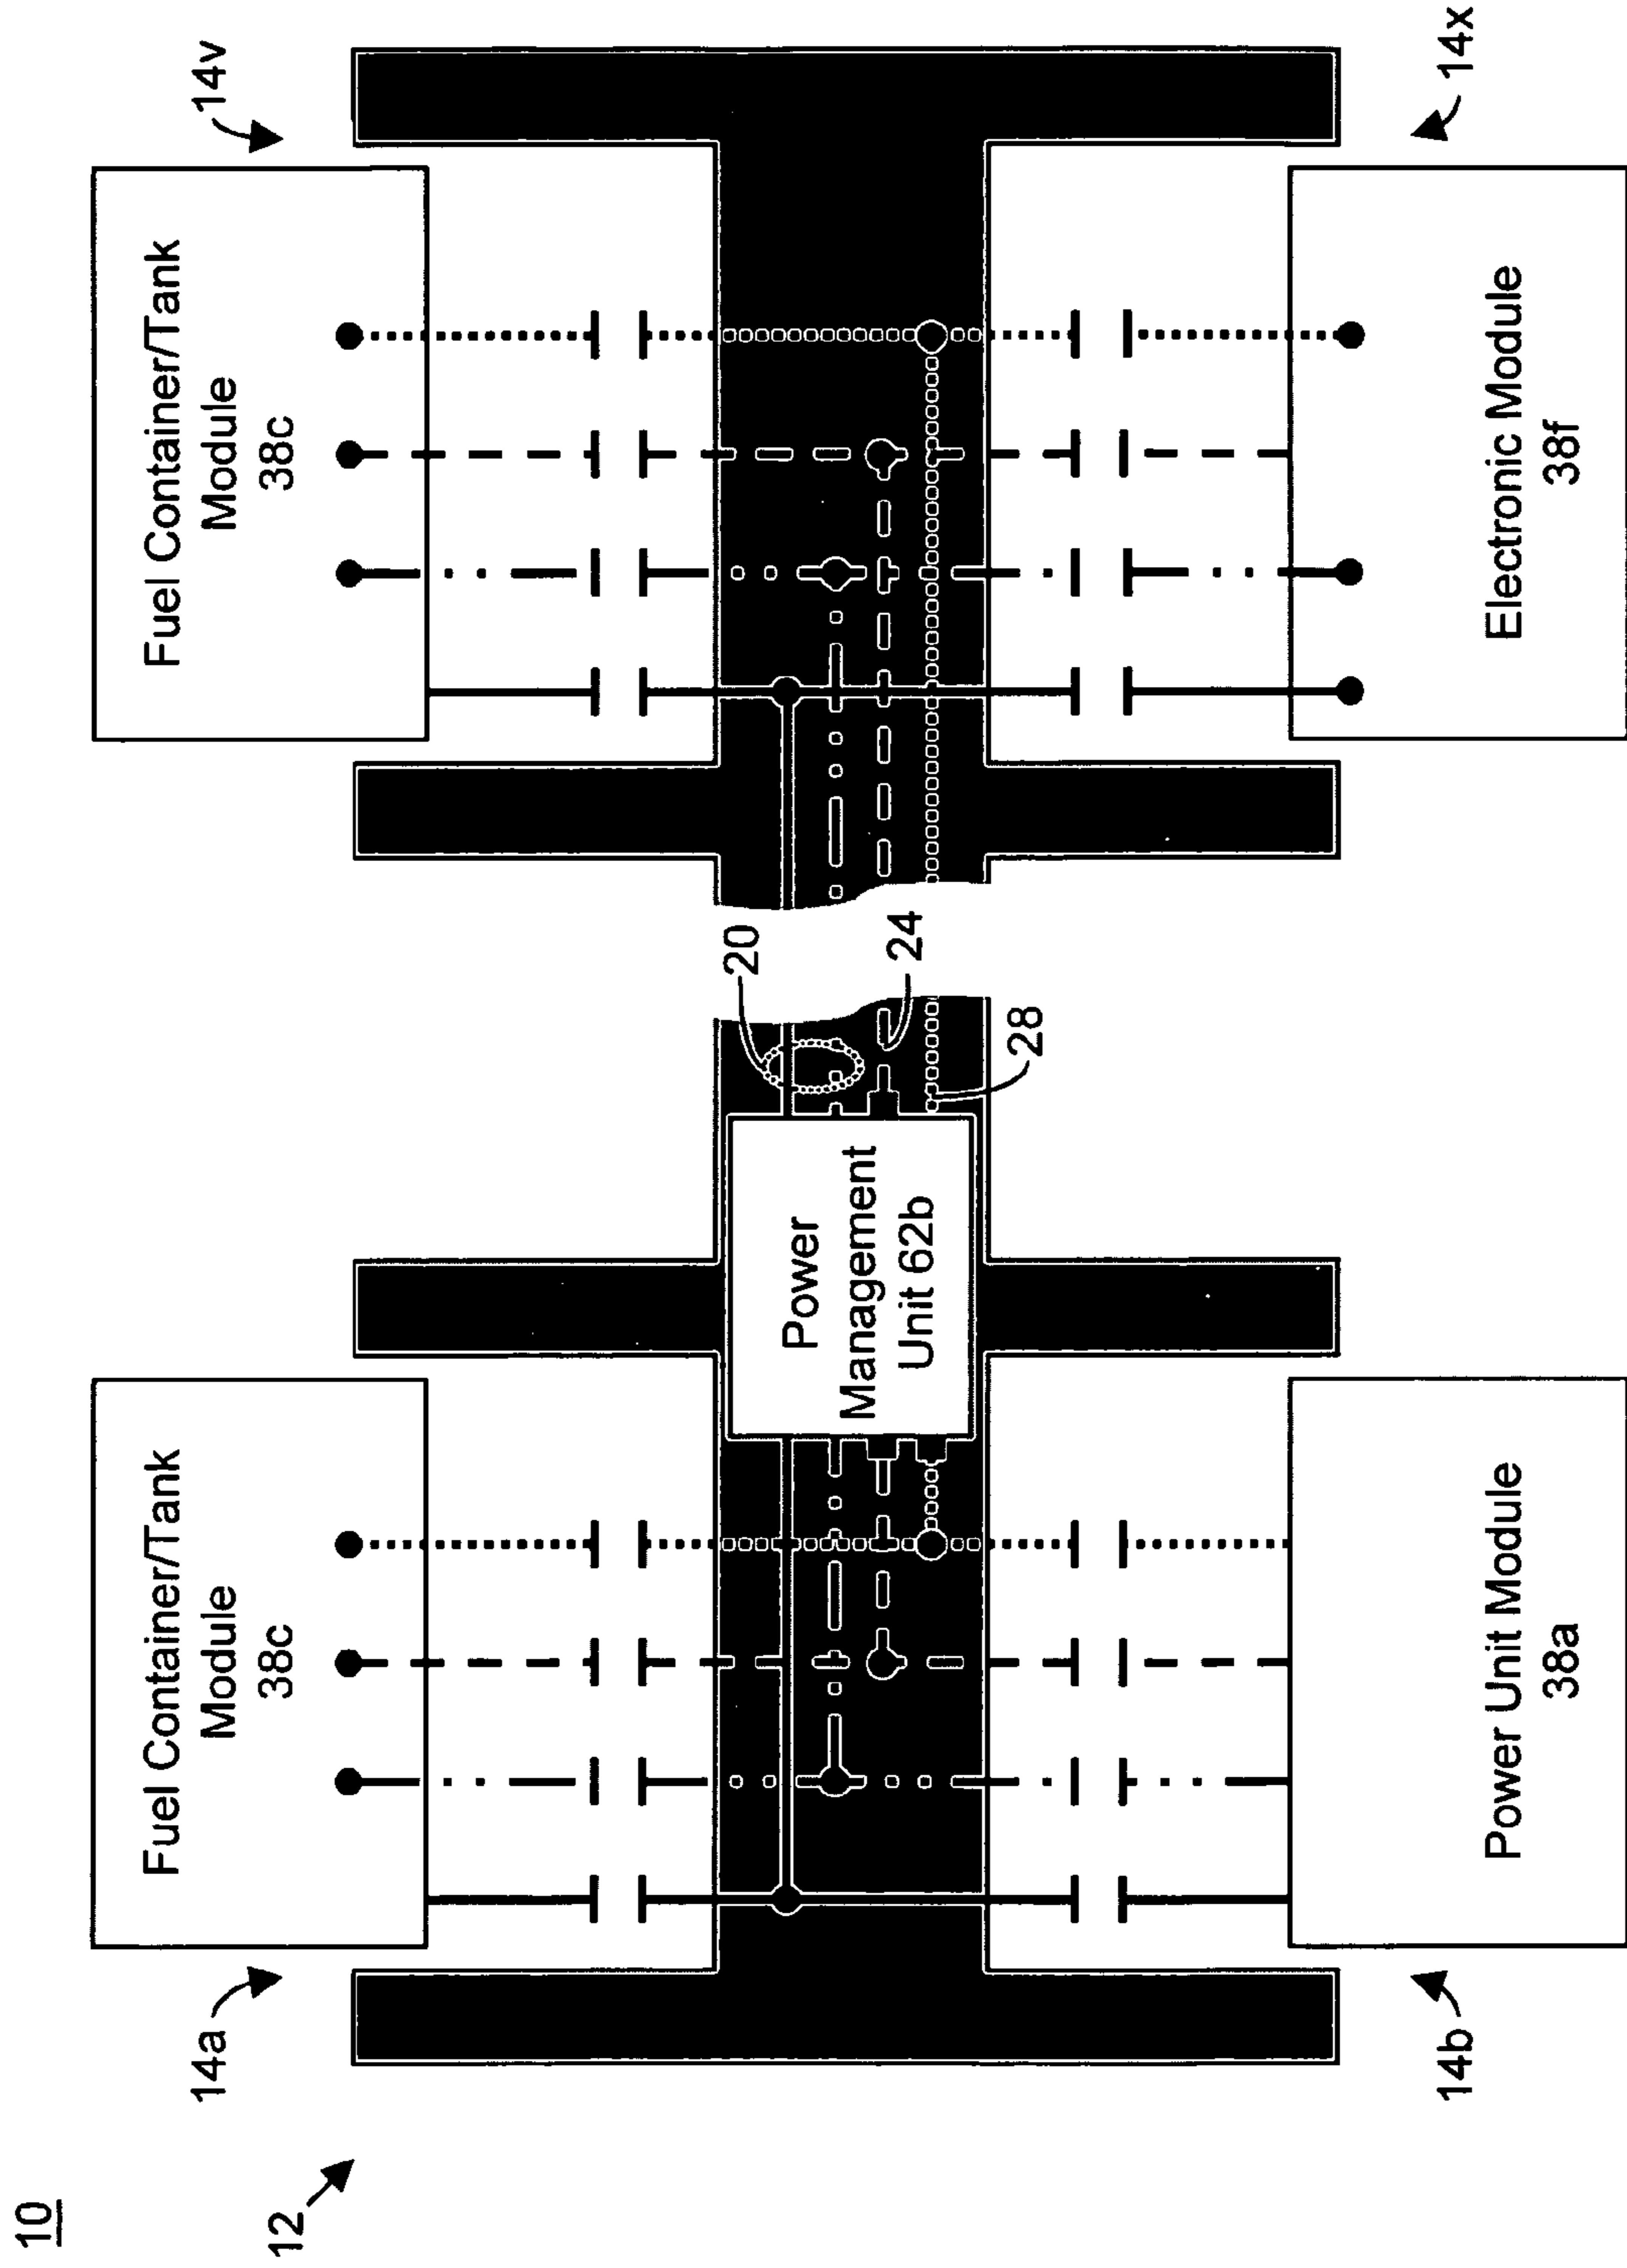 10
12
14a
Fuel Container/Tank
Module
38c
14v
Fuel Container/Tank
Module
38c
Power
Management
Unit 62b
20
24
28
14b
Power Unit Module
38a
14x
Electronic Module
38f